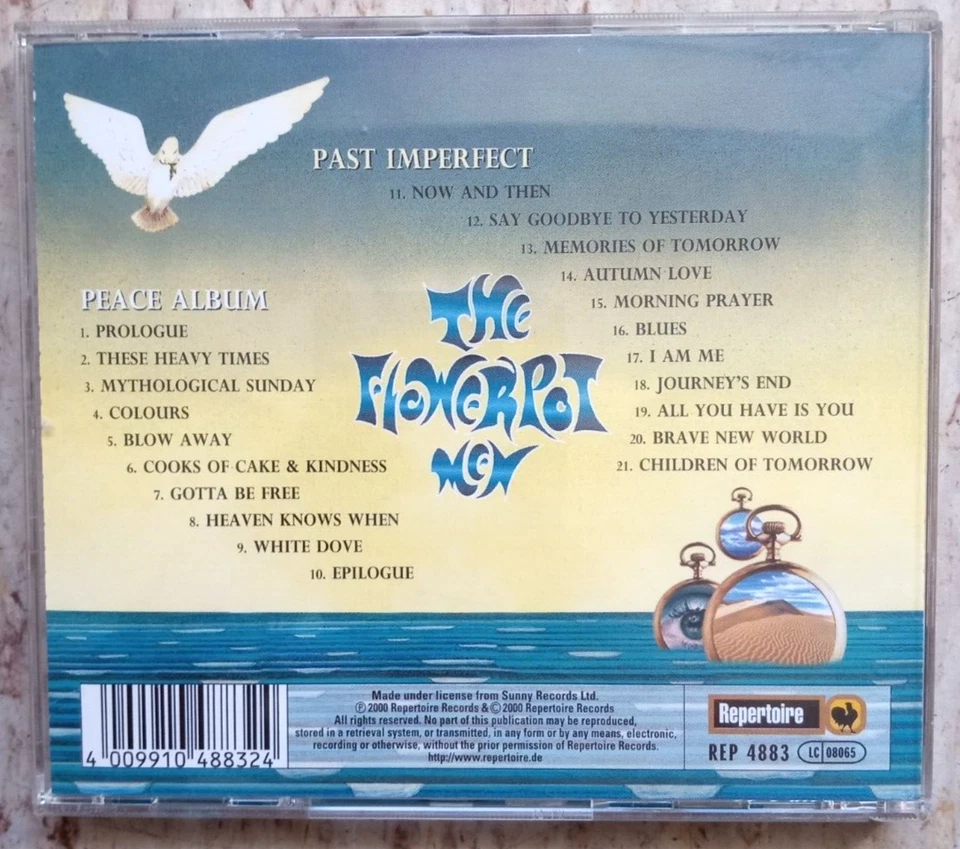 PAST IMPERFECT
11. NOW AND THEN
12. SAY GOODBYE TO YESTERDAY
13. MEMORIES OF TOMORROW
14. AUTUMN LOVE
15. MORNING PRAYER
16. BLUES
17. I AM ME
18. JOURNEY'S END
19. ALL YOU HAVE IS YOU
20. BRAVE NEW WORLD
21. CHILDREN OF TOMORROW
PEACE ALBUM
1. PROLOGUE
2. THESE HEAVY TIMES
3. MYTHOLOGICAL SUNDAY
4. COLOURS
5. BLOW AWAY
6. COOKS OF CAKE & KINDNESS
7. GOTTA BE FREE
8. HEAVEN KNOWS WHEN
9. WHITE DOVE
10. EPILOGUE
THE
FLOWERPOT
MEN
4 009910 488324
Made under license from Sunny Records Ltd.
℗ 2000 Repertoire Records & © 2000 Repertoire Records
All rights reserved. No part of this publication may be reproduced,
stored in a retrieval system, or transmitted, in any form or by any means, electronic,
recording or otherwise, without the prior permission of Repertoire Records.
http://www.repertoire.de
Repertoire
REP 4883 LC 08065